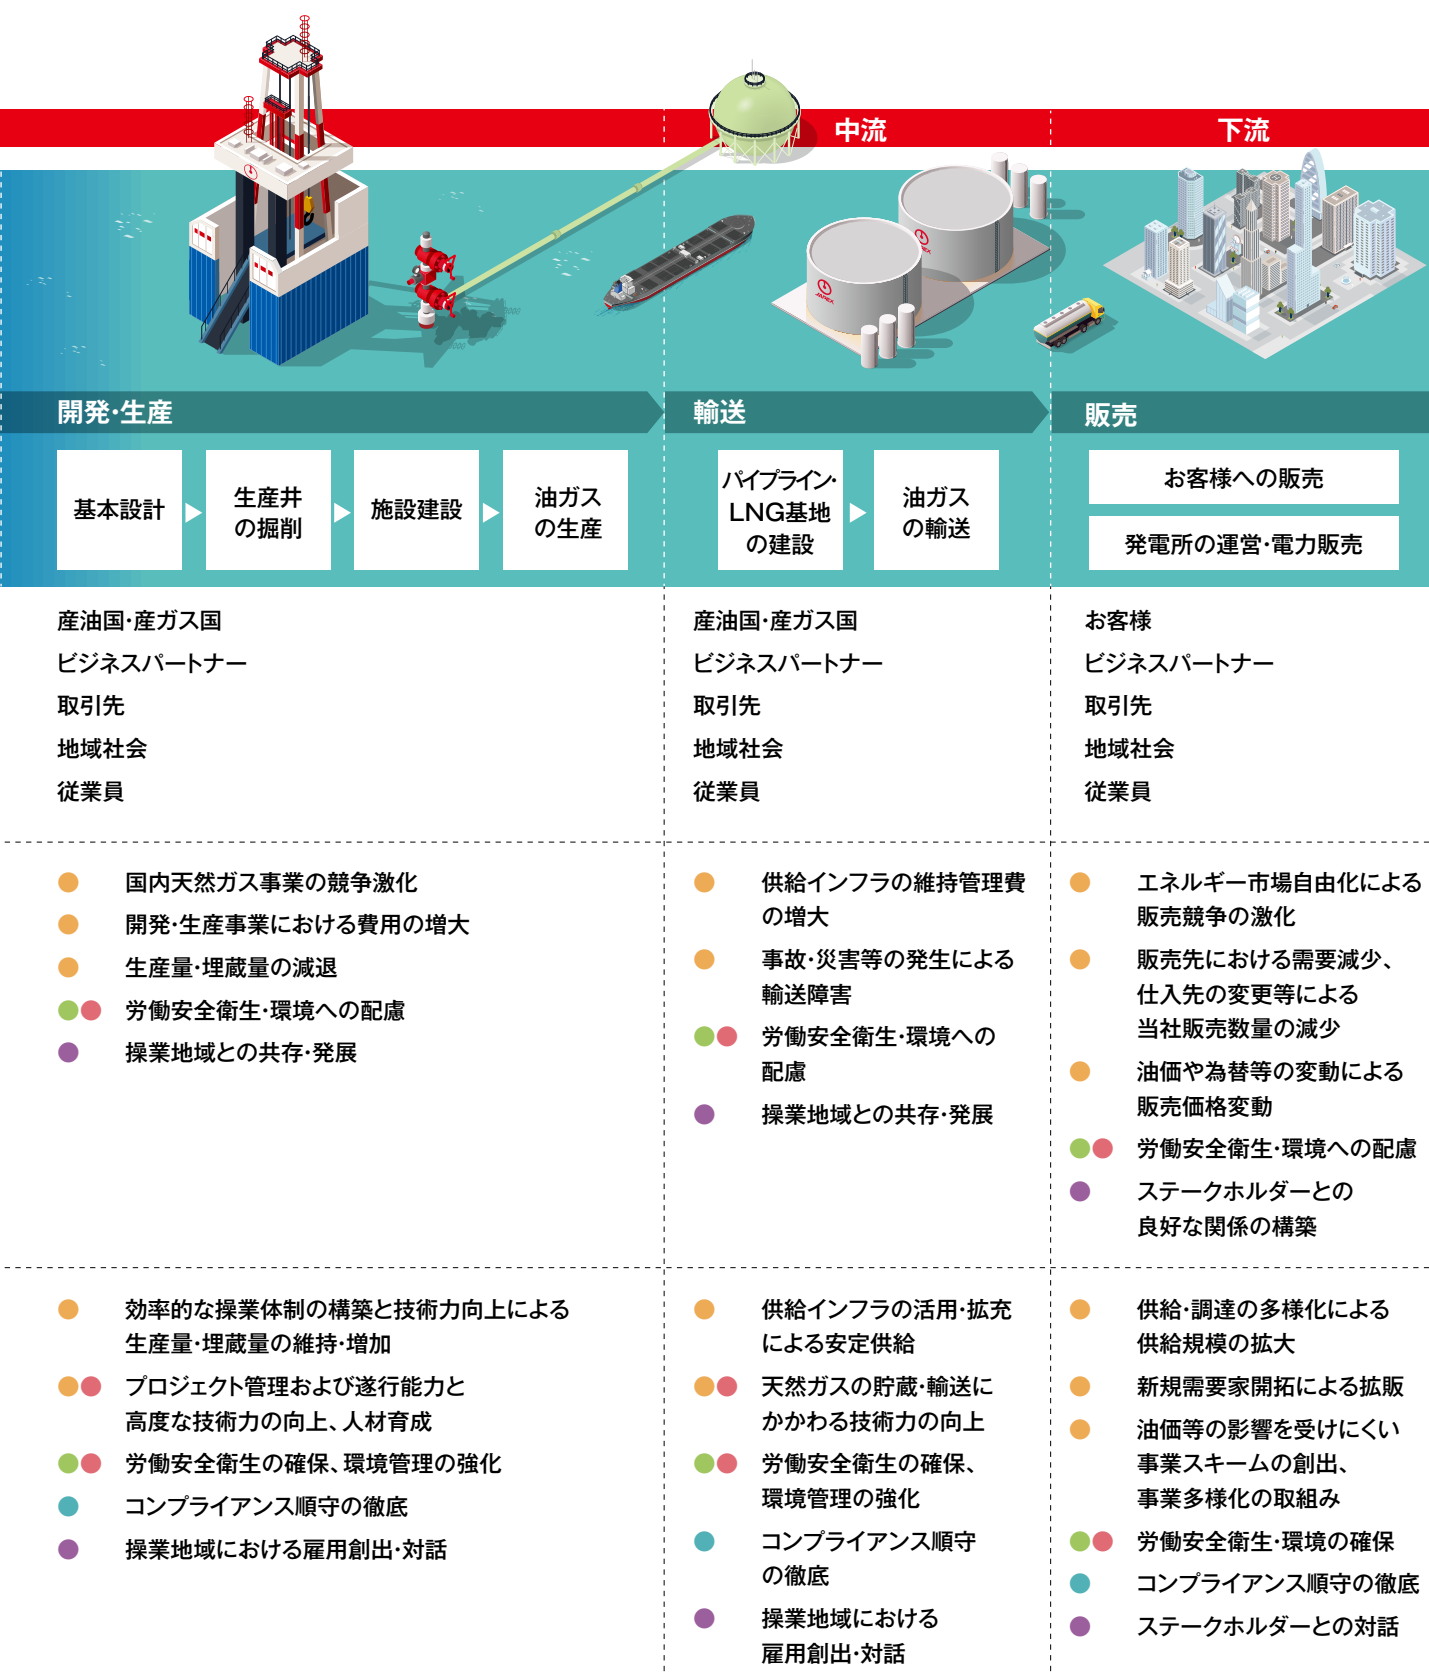 中流
下流
JAPEX
JAPEX
開発・生産
輸送
販売
基本設計
生産井
の掘削
施設建設
油ガス
の生産
パイプライン・
LNG基地
の建設
油ガス
の輸送
お客様への販売
発電所の運営・電力販売
産油国・産ガス国
ビジネスパートナー
取引先
地域社会
従業員
産油国・産ガス国
ビジネスパートナー
取引先
地域社会
従業員
お客様
ビジネスパートナー
取引先
地域社会
従業員
国内天然ガス事業の競争激化
開発・生産事業における費用の増大
生産量・埋蔵量の減退
労働安全衛生・環境への配慮
操業地域との共存・発展
供給インフラの維持管理費
の増大
事故・災害等の発生による
輸送障害
労働安全衛生・環境への
配慮
操業地域との共存・発展
エネルギー市場自由化による
販売競争の激化
販売先における需要減少、
仕入先の変更等による
当社販売数量の減少
油価や為替等の変動による
販売価格変動
労働安全衛生・環境への配慮
ステークホルダーとの
良好な関係の構築
効率的な操業体制の構築と技術力向上による
生産量・埋蔵量の維持・増加
プロジェクト管理および遂行能力と
高度な技術力の向上、人材育成
労働安全衛生の確保、環境管理の強化
コンプライアンス順守の徹底
操業地域における雇用創出・対話
供給インフラの活用・拡充
による安定供給
天然ガスの貯蔵・輸送に
かかわる技術力の向上
労働安全衛生の確保、
環境管理の強化
コンプライアンス順守
の徹底
操業地域における
雇用創出・対話
供給・調達の多様化による
供給規模の拡大
新規需要家開拓による拡販
油価等の影響を受けにくい
事業スキームの創出、
事業多様化の取組み
労働安全衛生・環境の確保
コンプライアンス順守の徹底
ステークホルダーとの対話